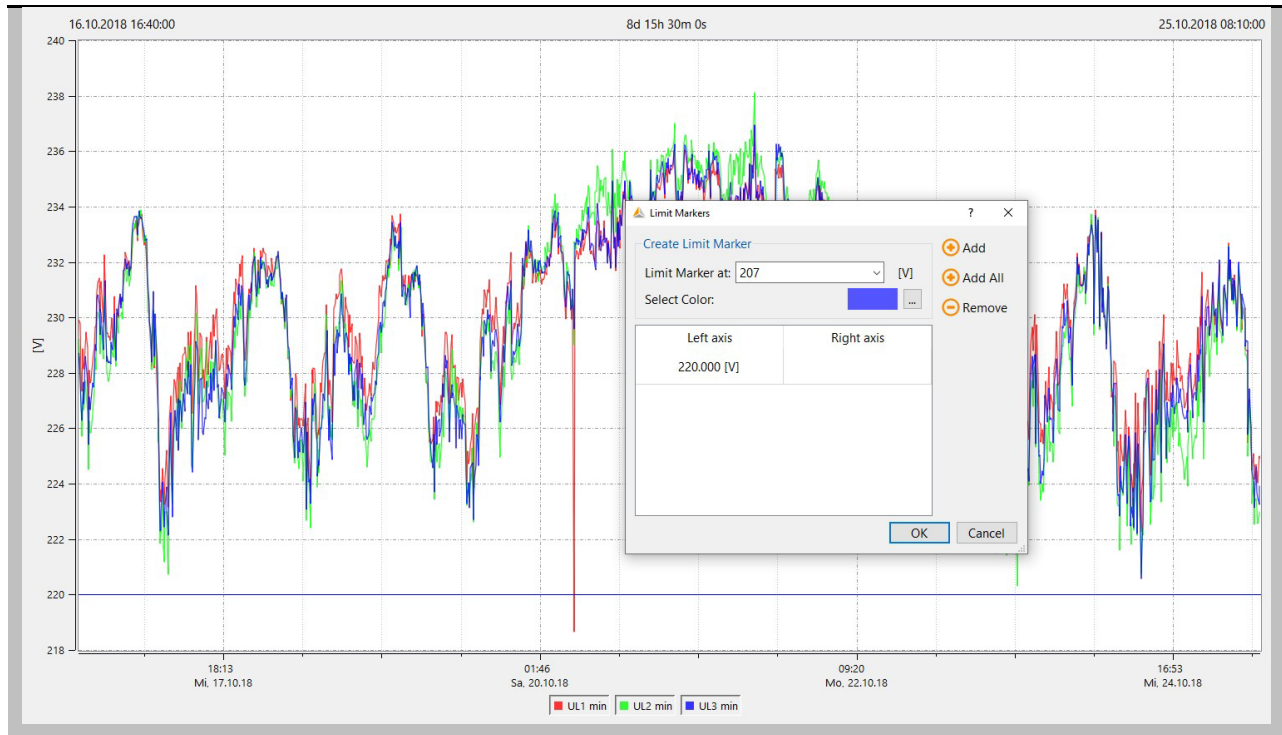 16.10.2018 16:40:00 8d 15h 30m 0s 25.10.2018 08:10:00
240
238
236
234
232
230
228
226
224
222
220
218
[V]
Limit Markers ? ×
Create Limit Marker
Limit Marker at: 207 [V]
Select Color: ...
Add
Add All
Remove
Left axis Right axis
220.000 [V]
OK Cancel
18:13 01:46 09:20 16:53
Mi, 17.10.18 Sa, 20.10.18 Mo, 22.10.18 Mi, 24.10.18
UL1 min UL2 min UL3 min